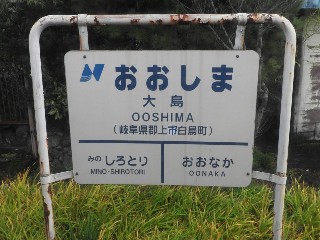 おおしま
大島
OOSHIMA
(岐阜県郡上市白鳥町)
みの しろとり おおなか
MINO-SHIROTORI OONAKA